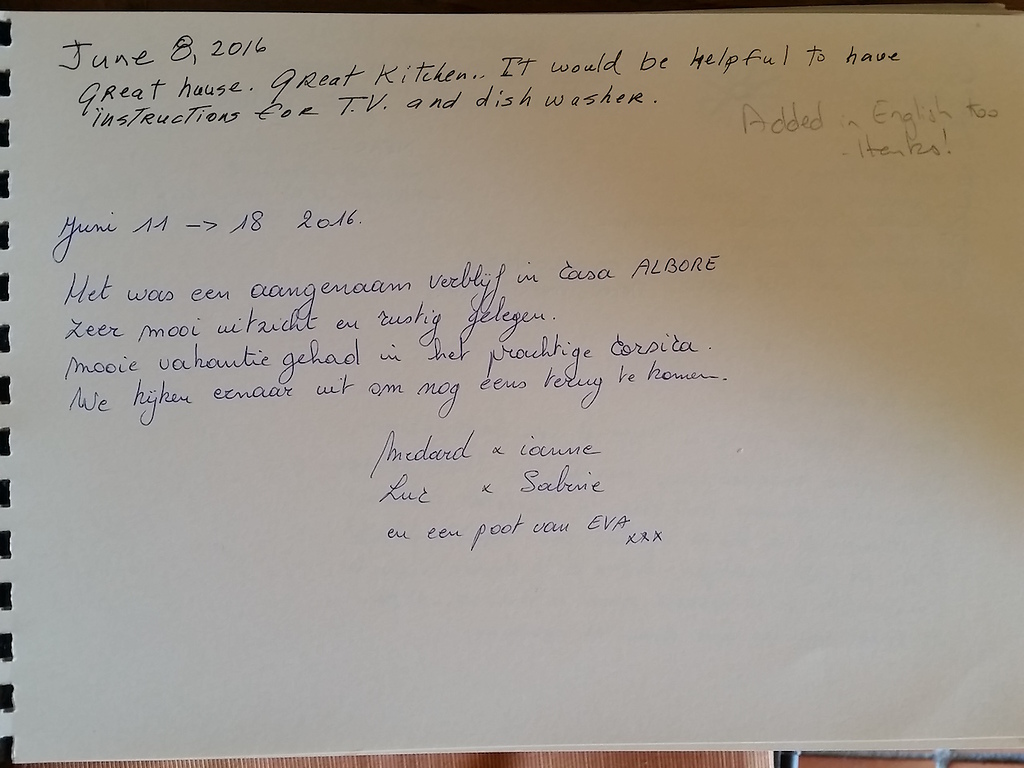 June 8, 2016
Great house. Great Kitchen.. It would be helpful to have
instructions for T.V. and dish washer.
Added in English too
- thanks!
Juni 11 -> 18 2016.
Het was een aangenaam verblijf in Casa ALBORE
Zeer mooi uitzicht en rustig gelegen.
Mooie vakantie gehad in het prachtige Corsica.
We kijken ernaar uit om nog eens terug te komen.
Medard & ianne
Luc & Sabine
en een poot van EVA
xxx